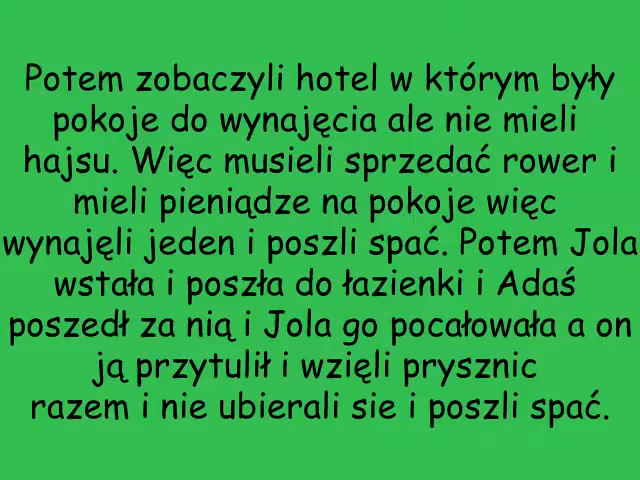 Potem zobaczyli hotel w którym były
pokoje do wynajęcia ale nie mieli
hajsu. Więc musieli sprzedać rower i
mieli pieniądze na pokoje więc
wynajęli jeden i poszli spać. Potem Jola
wstała i poszła do łazienki i Adaś
poszedł za nią i Jola go pocałowała a on
ją przytulił i wzięli prysznic
razem i nie ubierali sie i poszli spać.